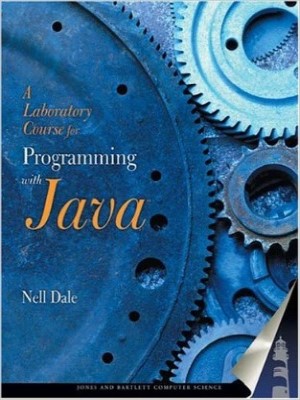 A
Laboratory
Course for
Programming
with
Java
Nell Dale
JONES AND BARTLETT COMPUTER SCIENCE